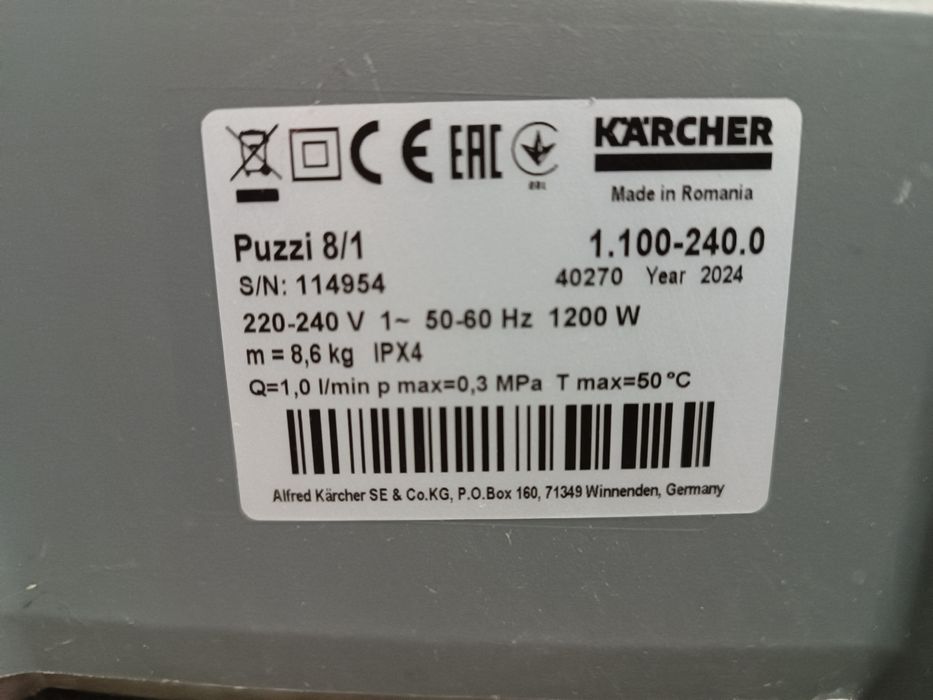 CE EAC
KÄRCHER
Made in Romania
Puzzi 8/1 1.100-240.0
S/N: 114954 40270 Year 2024
220-240 V 1~ 50-60 Hz 1200 W
m = 8,6 kg IPX4
Q=1,0 l/min p max=0,3 MPa T max=50°C
Alfred Kärcher SE & Co.KG, P.O.Box 160, 71349 Winnenden, Germany